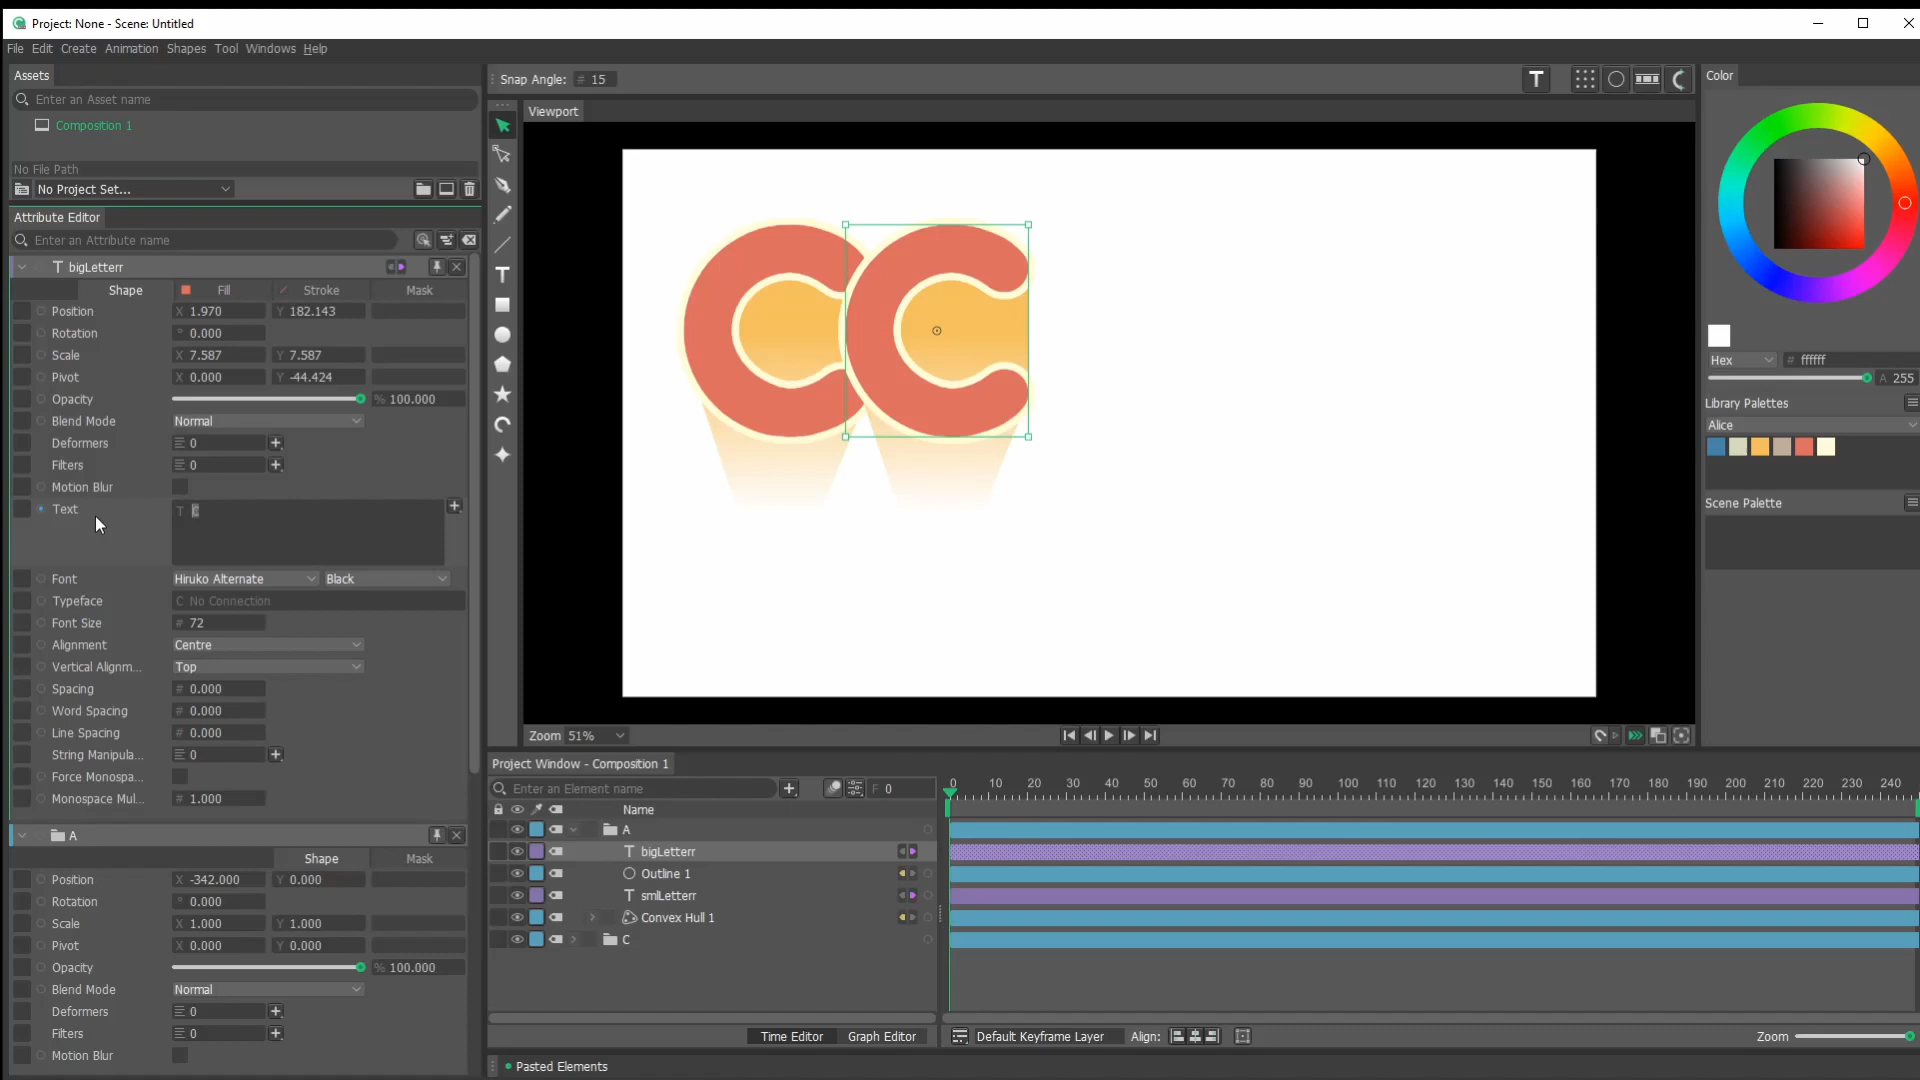 Project: None - Scene: Untitled
File Edit Create Animation Shapes Tool Windows Help
Assets
Enter an Asset name
Composition 1
No File Path
No Project Set...
Attribute Editor
Enter an Attribute name
T bigLetterr
Shape Fill Stroke Mask
Position X 1.970 Y 182.143
Rotation ° 0.000
Scale X 7.587 Y 7.587
Pivot X 0.000 Y -44.424
Opacity % 100.000
Blend Mode Normal
Deformers 0
Filters 0
Motion Blur
Text T C
Font Hiruko Alternate Black
Typeface C No Connection
Font Size # 72
Alignment Centre
Vertical Alignm... Top
Spacing # 0.000
Word Spacing # 0.000
Line Spacing # 0.000
String Manipula... 0
Force Monospa...
Monospace Mul... # 1.000
A
Shape Mask
Position X -342.000 Y 0.000
Rotation ° 0.000
Scale X 1.000 Y 1.000
Pivot X 0.000 Y 0.000
Opacity % 100.000
Blend Mode Normal
Deformers 0
Filters 0
Motion Blur
Snap Angle: # 15
T
Viewport
T
CC
Zoom 51%
Project Window - Composition 1
Enter an Element name
F 0
Name
A
T bigLetterr
Outline 1
T smlLetterr
Convex Hull 1
C
0 10 20 30 40 50 60 70 80 90 100 110 120 130 140 150 160 170 180 190 200 210 220 230 240
Time Editor Graph Editor
Default Keyframe Layer Align: Zoom
Pasted Elements
Color
Hex # ffffff
A 255
Library Palettes
Alice
Scene Palette